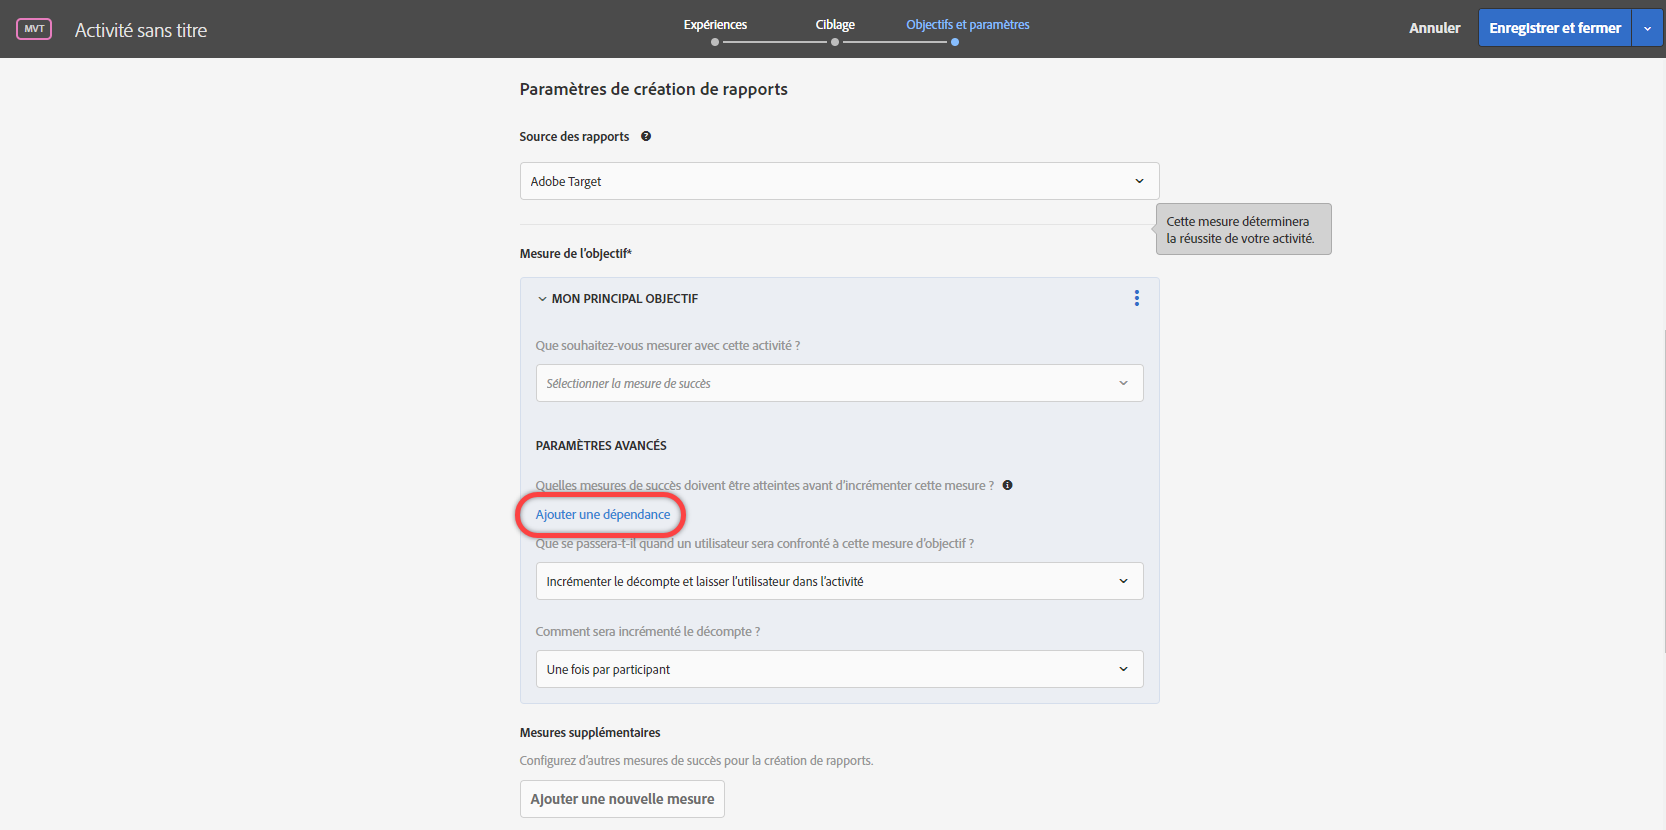 MVT
Activité sans titre
Expériences
Ciblage
Objectifs et paramètres
Annuler
Enregistrer et fermer
Paramètres de création de rapports
Source des rapports
Adobe Target
Cette mesure déterminera
la réussite de votre activité.
Mesure de l'objectif*
MON PRINCIPAL OBJECTIF
Que souhaitez-vous mesurer avec cette activité ?
Sélectionner la mesure de succès
PARAMÈTRES AVANCÉS
Quelles mesures de succès doivent être atteintes avant d'incrémenter cette mesure ?
Ajouter une dépendance
Que se passera-t-il quand un utilisateur sera confronté à cette mesure d'objectif ?
Incrémenter le décompte et laisser l'utilisateur dans l'activité
Comment sera incrémenté le décompte ?
Une fois par participant
Mesures supplémentaires
Configurez d'autres mesures de succès pour la création de rapports.
Ajouter une nouvelle mesure